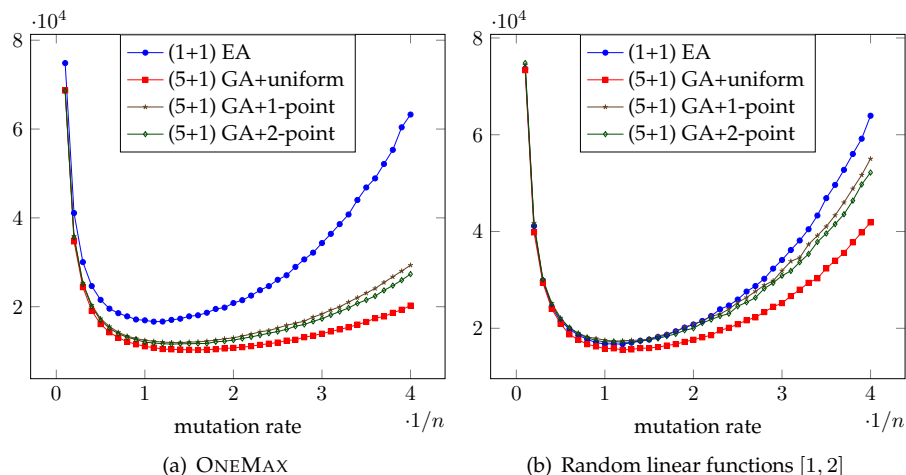 ·10^4
8
6
4
2
0
1
2
3
4
·1/n
mutation rate
(1+1) EA
(5+1) GA+uniform
(5+1) GA+1-point
(5+1) GA+2-point
(a) ONEMAX
·10^4
8
6
4
2
0
1
2
3
4
·1/n
mutation rate
(1+1) EA
(5+1) GA+uniform
(5+1) GA+1-point
(5+1) GA+2-point
(b) Random linear functions [1, 2]